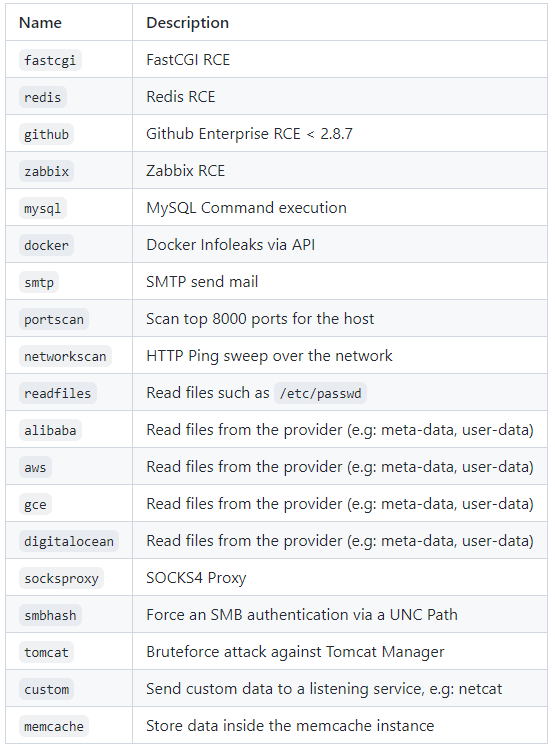 Name Description
fastcgi FastCGI RCE
redis Redis RCE
github Github Enterprise RCE < 2.8.7
zabbix Zabbix RCE
mysql MySQL Command execution
docker Docker Infoleaks via API
smtp SMTP send mail
portscan Scan top 8000 ports for the host
networkscan HTTP Ping sweep over the network
readfiles Read files such as /etc/passwd
alibaba Read files from the provider (e.g: meta-data, user-data)
aws Read files from the provider (e.g: meta-data, user-data)
gce Read files from the provider (e.g: meta-data, user-data)
digitalocean Read files from the provider (e.g: meta-data, user-data)
socksproxy SOCKS4 Proxy
smbhash Force an SMB authentication via a UNC Path
tomcat Bruteforce attack against Tomcat Manager
custom Send custom data to a listening service, e.g: netcat
memcache Store data inside the memcache instance